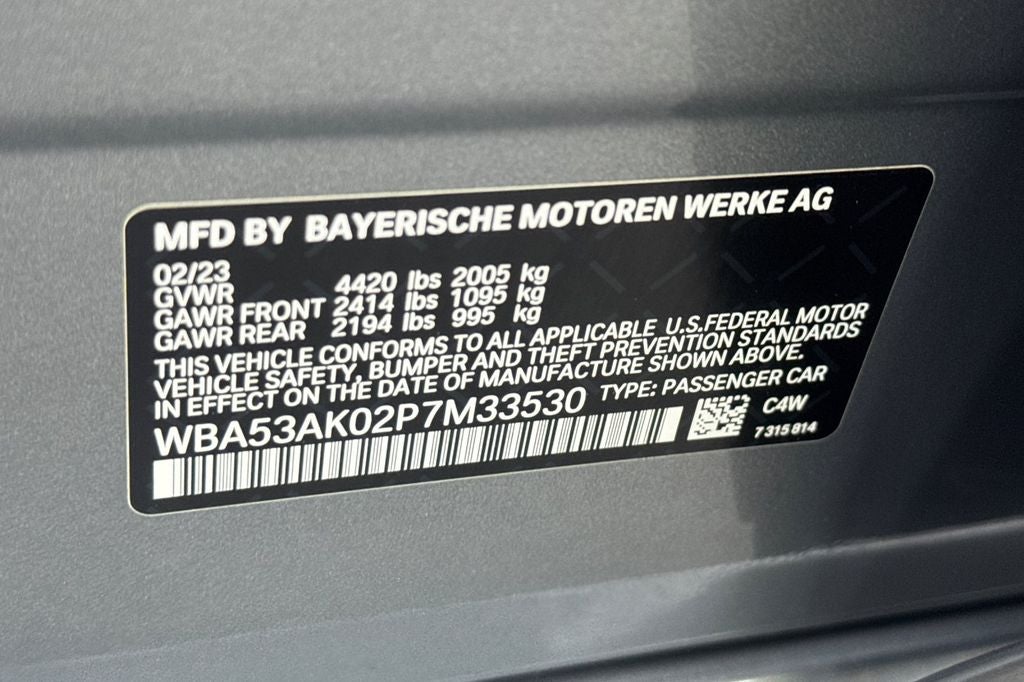 MFD BY BAYERISCHE MOTOREN WERKE AG
02/23
GVWR 4420 lbs 2005 kg
GAWR FRONT 2414 lbs 1095 kg
GAWR REAR 2194 lbs 995 kg
THIS VEHICLE CONFORMS TO ALL APPLICABLE U.S.FEDERAL MOTOR
VEHICLE SAFETY, BUMPER AND THEFT PREVENTION STANDARDS
IN EFFECT ON THE DATE OF MANUFACTURE SHOWN ABOVE.
WBA53AK02P7M33530 TYPE: PASSENGER CAR
C4W
7 315 814